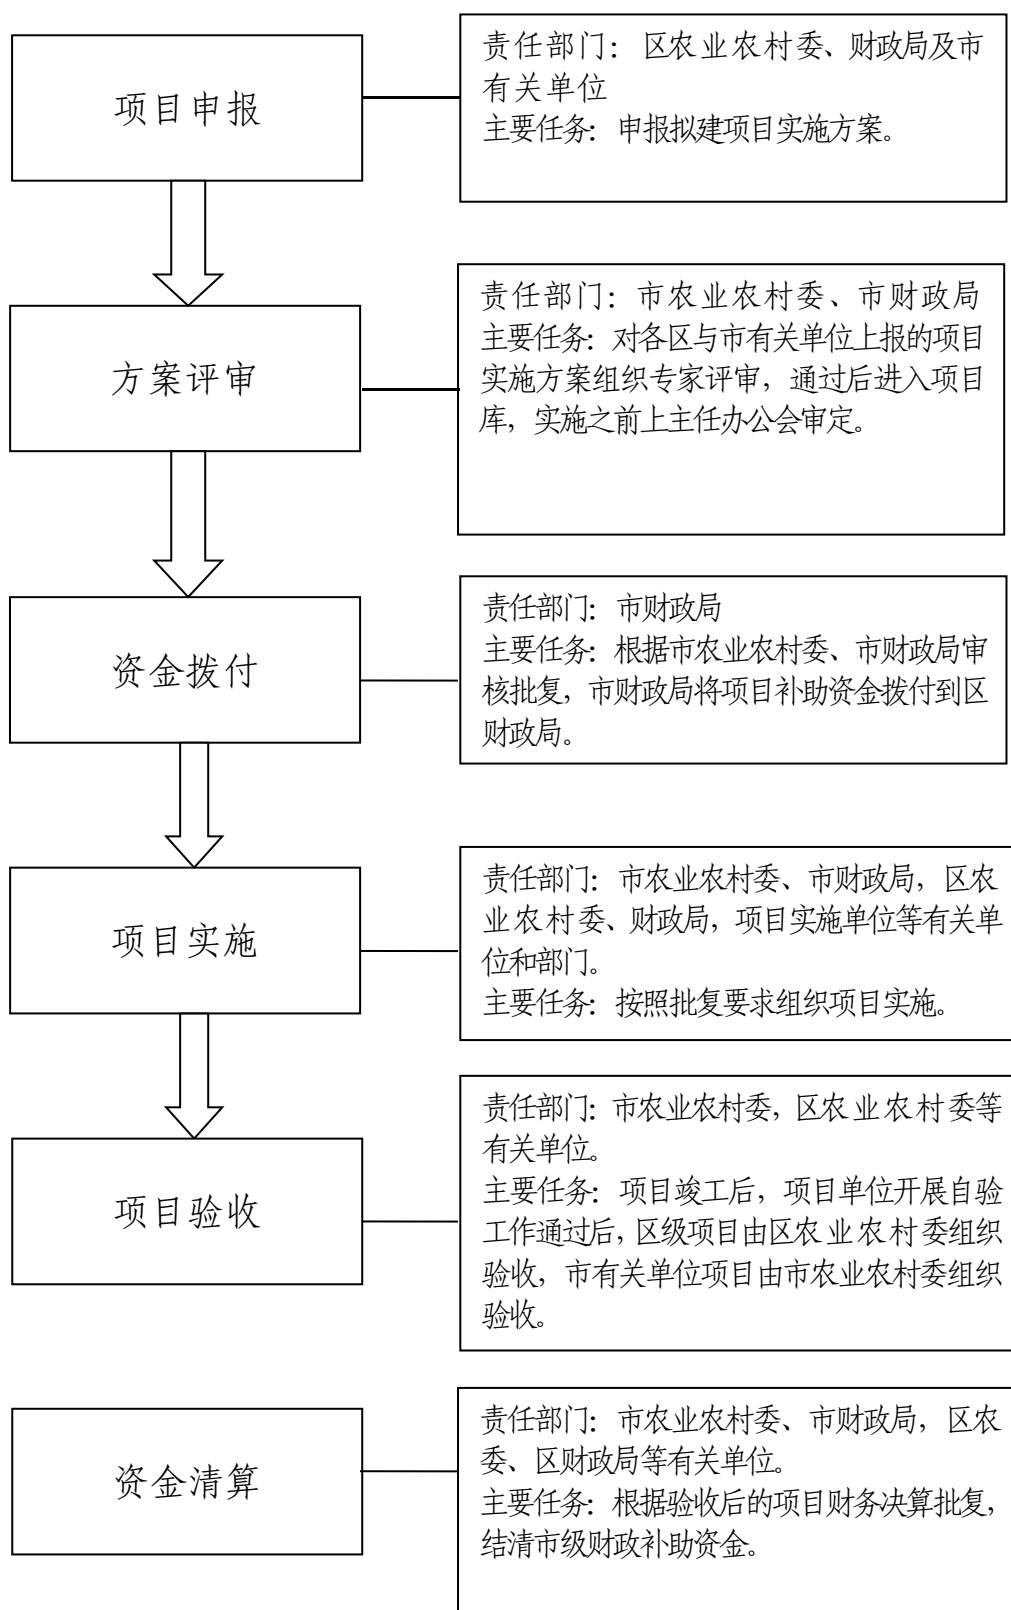 项目申报
责任部门：区农业农村委、财政局及市
有关单位
主要任务：申报拟建项目实施方案。
方案评审
责任部门：市农业农村委、市财政局
主要任务：对各区与市有关单位上报的项目
实施方案组织专家评审，通过后进入项目
库，实施之前上主任办公会审定。
资金拨付
责任部门：市财政局
主要任务：根据市农业农村委、市财政局审
核批复，市财政局将项目补助资金拨付到区
财政局。
项目实施
责任部门：市农业农村委、市财政局，区农
业农村委、财政局，项目实施单位等有关单
位和部门。
主要任务：按照批复要求组织项目实施。
项目验收
责任部门：市农业农村委，区农业农村委等
有关单位。
主要任务：项目竣工后，项目单位开展自验
工作通过后，区级项目由区农业农村委组织
验收，市有关单位项目由市农业农村委组织
验收。
资金清算
责任部门：市农业农村委、市财政局，区农
委、区财政局等有关单位。
主要任务：根据验收后的项目财务决算批复，
结清市级财政补助资金。